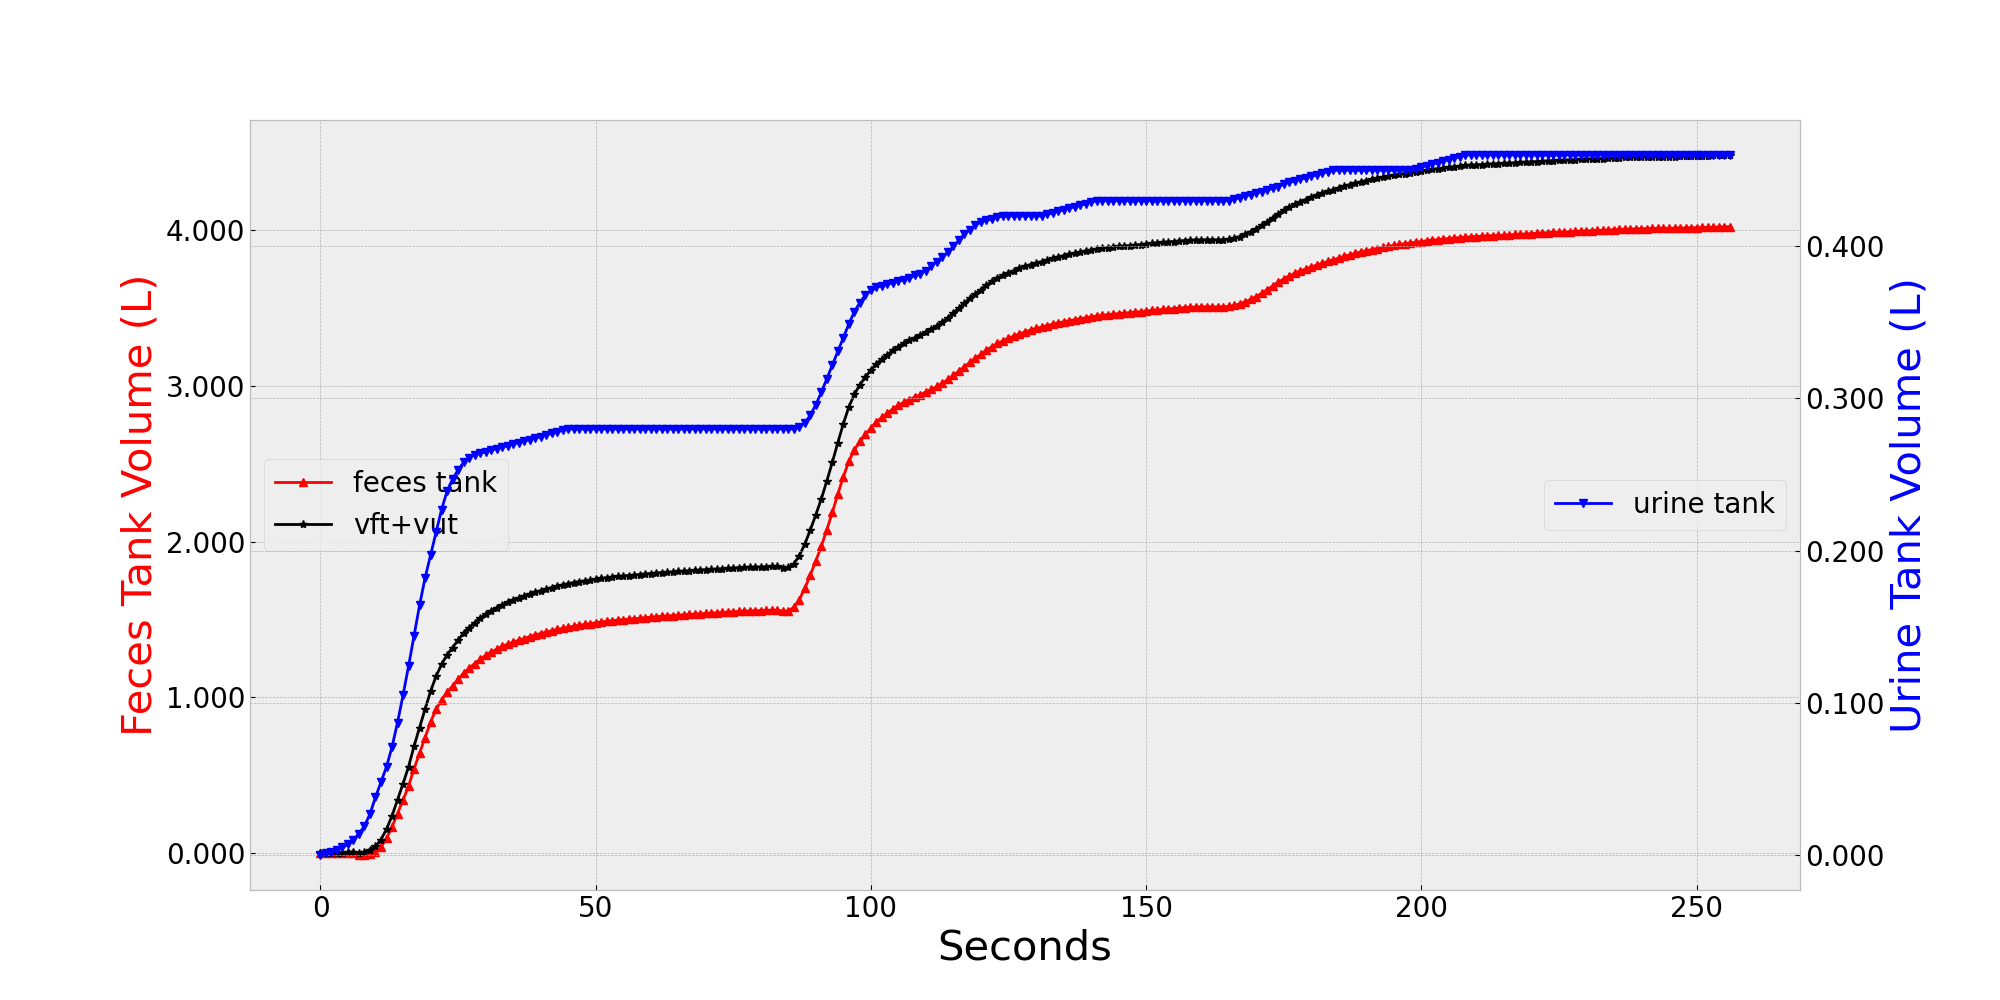 Feces Tank Volume (L)
4.000
3.000
2.000
1.000
0.000
feces tank
vft+vut
urine tank
0.400
0.300
0.200
0.100
0.000
Urine Tank Volume (L)
0 50 100 150 200 250
Seconds